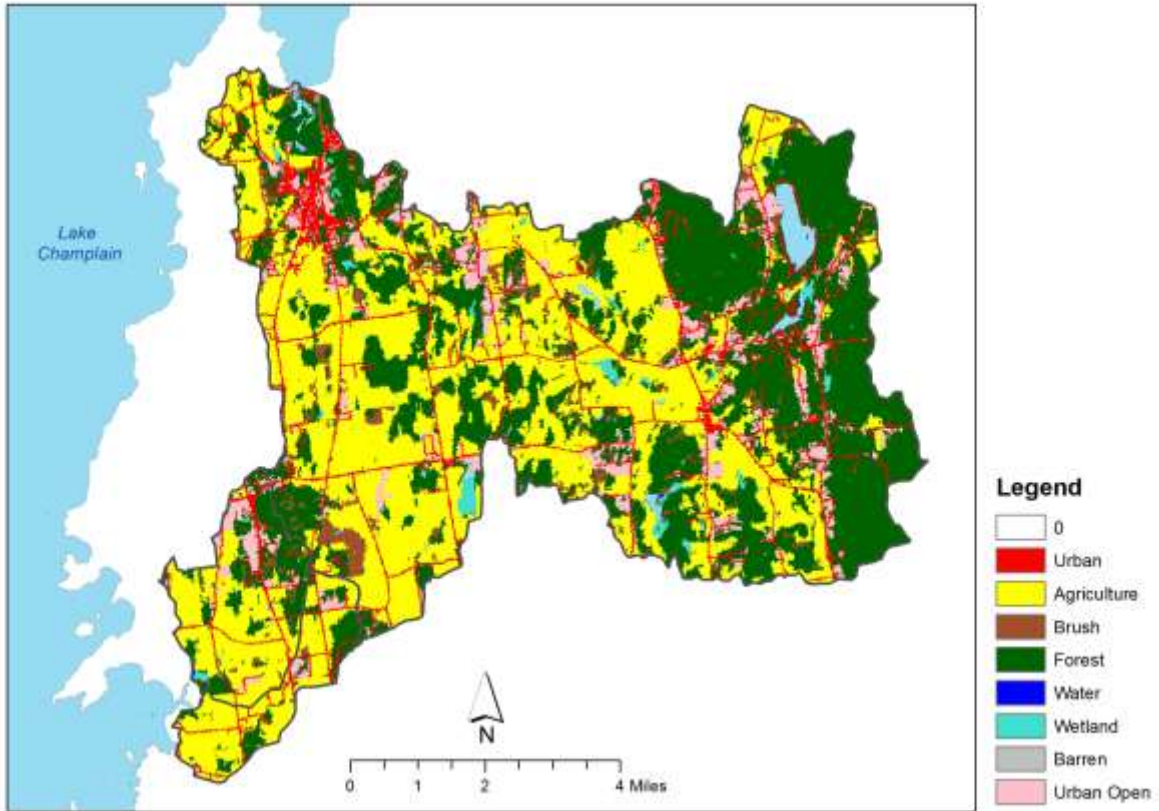 Lake
Champlain
N
0 1 2 4 Miles
Legend
0
Urban
Agriculture
Brush
Forest
Water
Wetland
Barren
Urban Open